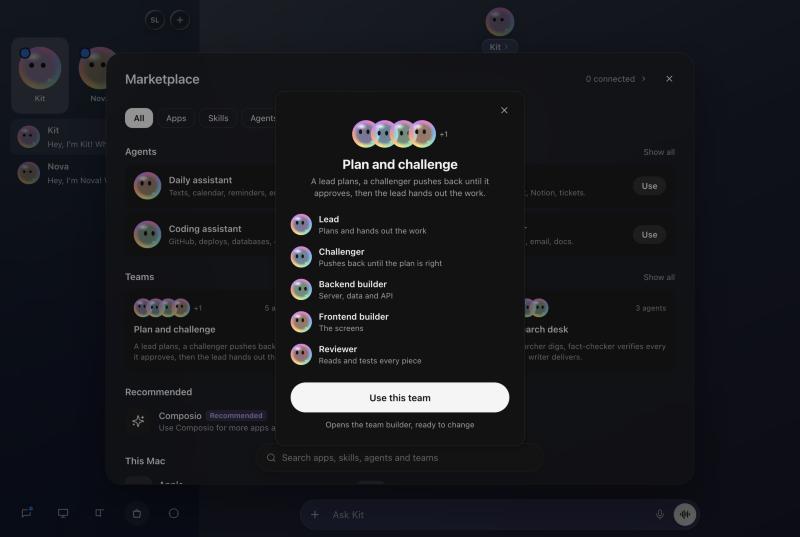 SL
Kit
Kit
Nov
Kit
Hey, I'm Kit! Wh
Nova
Hey, I'm Nova! W
Marketplace
0 connected
All
Apps
Skills
Agents
Agents
Show all
Daily assistant
Texts, calendar, reminders, e
, Notion, tickets.
Use
Coding assistant
GitHub, deploys, databases,
, email, docs.
Use
Teams
Show all
+1
5 a
Plan and challenge
A lead plans, a challenger pushes back
it approves, then the lead hands out th
3 agents
arch desk
archer digs, fact-checker verifies every
writer delivers.
Recommended
Composio
Recommended
Use Composio for more apps a
This Mac
Apple
+1
Plan and challenge
A lead plans, a challenger pushes back until it
approves, then the lead hands out the work.
Lead
Plans and hands out the work
Challenger
Pushes back until the plan is right
Backend builder
Server, data and API
Frontend builder
The screens
Reviewer
Reads and tests every piece
Use this team
Opens the team builder, ready to change
Search apps, skills, agents and teams
Ask Kit